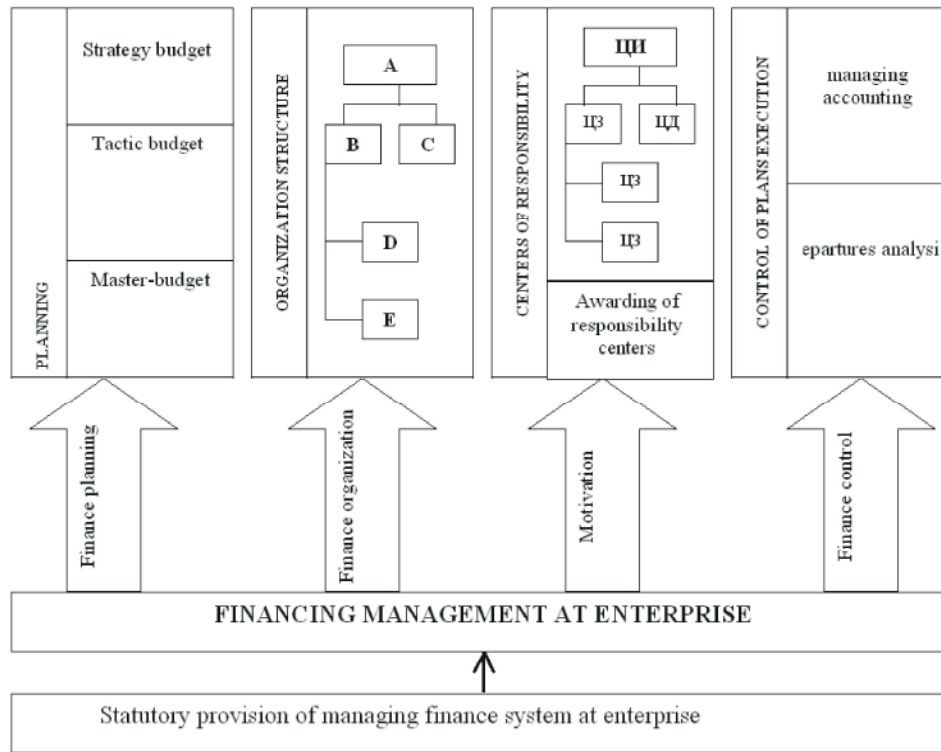 PLANNING
Strategy budget
Tactic budget
Master-budget
ORGANIZATION STRUCTURE
A
B
C
D
E
CENTERS OF RESPONSIBILITY
ЦИ
ЦЗ
ЦД
ЦЗ
ЦЗ
Awarding of
responsibility
centers
CONTROL OF PLANS EXECUTION
managing
accounting
epartures analysi
Finance planning
Finance organization
Motivation
Finance control
FINANCING MANAGEMENT AT ENTERPRISE
Statutory provision of managing finance system at enterprise